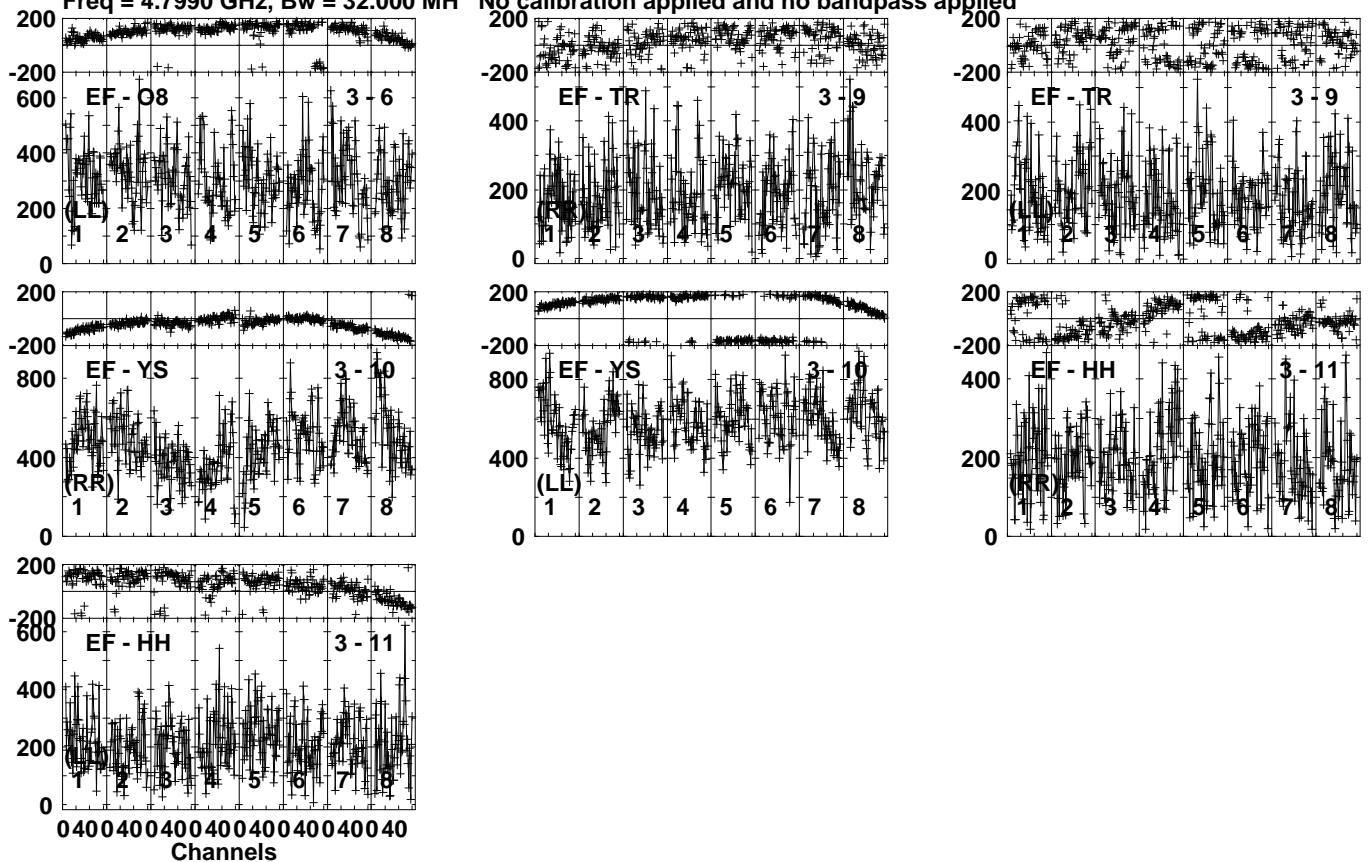 Freq = 4.7990 GHz, Bw = 32.000 MH No calibration applied and no bandpass applied
200
-200
600
400
200
0
EF - O8 3 - 6
(LL)
1 2 3 4 5 6 7 8
200
-200
400
200
0
EF - TR 3 - 9
(RR)
1 2 3 4 5 6 7 8
200
-200
400
200
0
EF - TR 3 - 9
(LL)
1 2 3 4 5 6 7 8
200
-200
800
400
0
EF - YS 3 - 10
(RR)
1 2 3 4 5 6 7 8
200
-200
800
400
0
EF - YS 3 - 10
(LL)
1 2 3 4 5 6 7 8
200
-200
400
200
0
EF - HH 3 - 11
(RR)
1 2 3 4 5 6 7 8
200
-200
600
400
200
0
EF - HH 3 - 11
(LL)
1 2 3 4 5 6 7 8
0 40 0 40 0 40 0 40 0 40 0 40 0 40 0 40
Channels